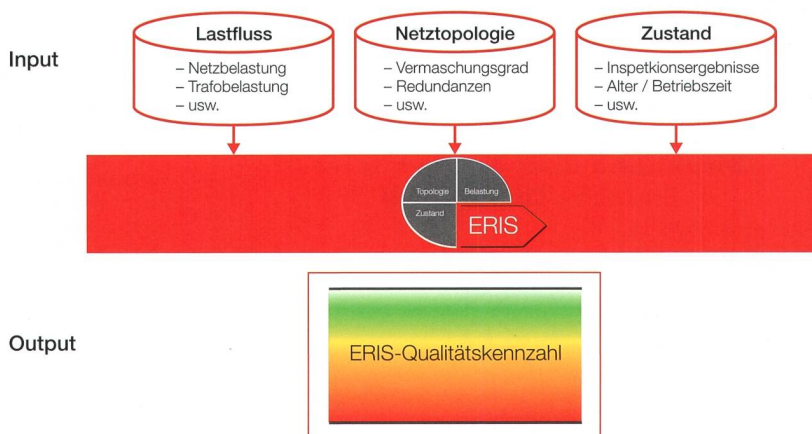 Input
Lastfluss
– Netzbelastung
– Trafobelastung
– usw.
Netztopologie
– Vermaschungsgrad
– Redundanzen
– usw.
Zustand
– Inspetkionsergebnisse
– Alter / Betriebszeit
– usw.
Topologie
Belastung
Zustand
ERIS
Output
ERIS-Qualitätskennzahl